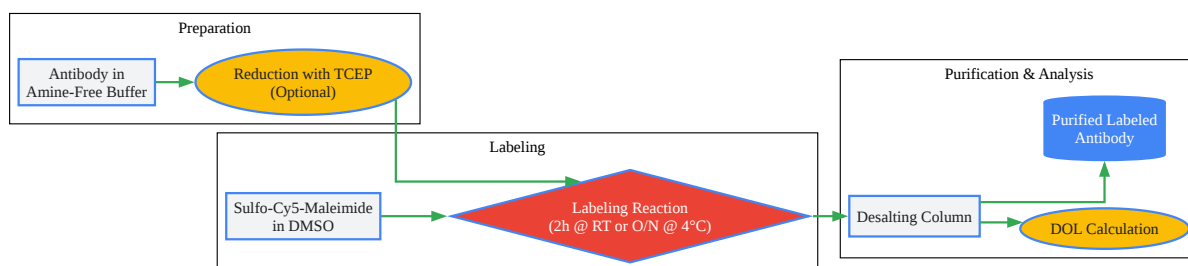 Preparation
Antibody in
Amine-Free Buffer
Reduction with TCEP
(Optional)
Labeling
Sulfo-Cy5-Maleimide
in DMSO
Labeling Reaction
(2h @ RT or O/N @ 4°C)
Purification & Analysis
Purified Labeled
Antibody
Desalting Column
DOL Calculation